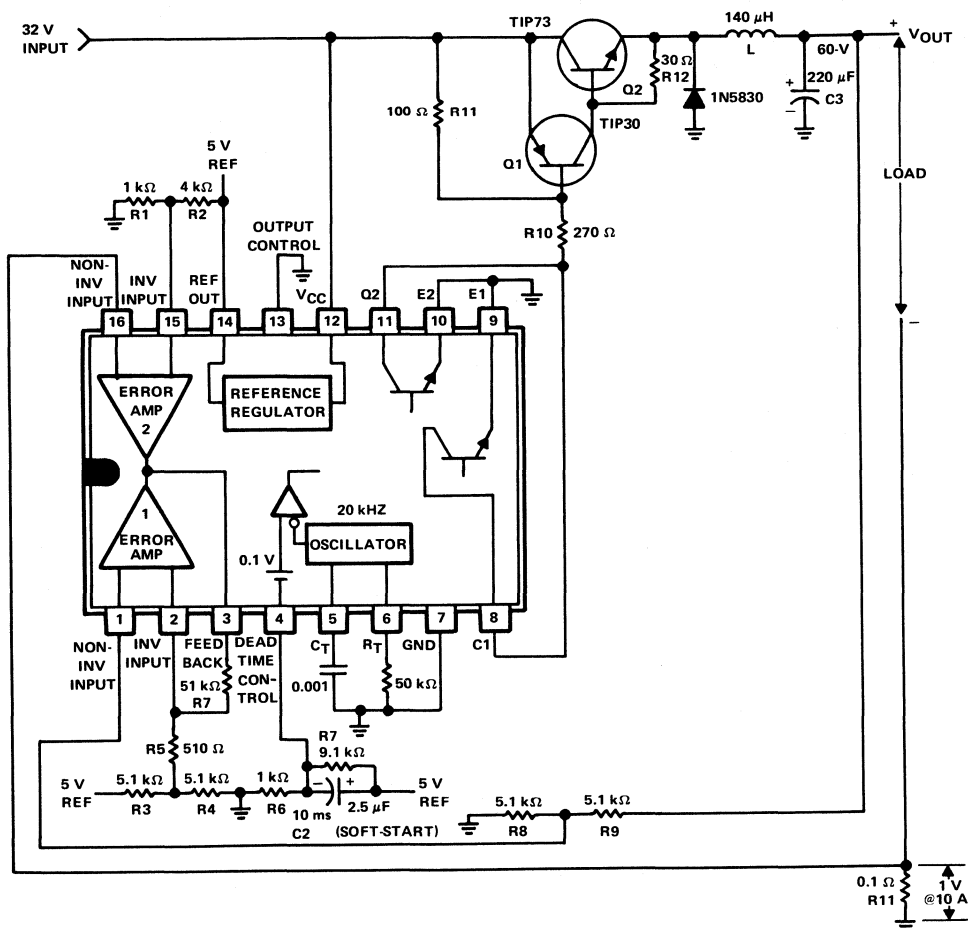 32 V
INPUT
TIP73
140 μH
L
60-V
+
VOUT
30 Ω
R12
Q2
1N5830
+
220 μF
−
C3
100 Ω
R11
TIP30
Q1
LOAD
5 V
REF
1 kΩ
R1
4 kΩ
R2
R10
270 Ω
OUTPUT
CONTROL
NON-
INV
INPUT
INV
INPUT
REF
OUT
VCC
Q2
E2
E1
16
15
14
13
12
11
10
9
−
ERROR
AMP
2
REFERENCE
REGULATOR
1
ERROR
AMP
20 kHZ
OSCILLATOR
0.1 V
1
2
3
4
5
6
7
8
NON-
INV
INPUT
INV
INPUT
FEED
BACK
DEAD
TIME
CON-
TROL
CT
RT
GND
C1
51 kΩ
R7
0.001
50 kΩ
R5
510 Ω
R7
9.1 kΩ
5 V
REF
5.1 kΩ
R3
5.1 kΩ
R4
1 kΩ
R6
−
+
10 ms
C2
2.5 μF
(SOFT-START)
5 V
REF
5.1 kΩ
R8
5.1 kΩ
R9
0.1 Ω
R11
1 V
@10 A